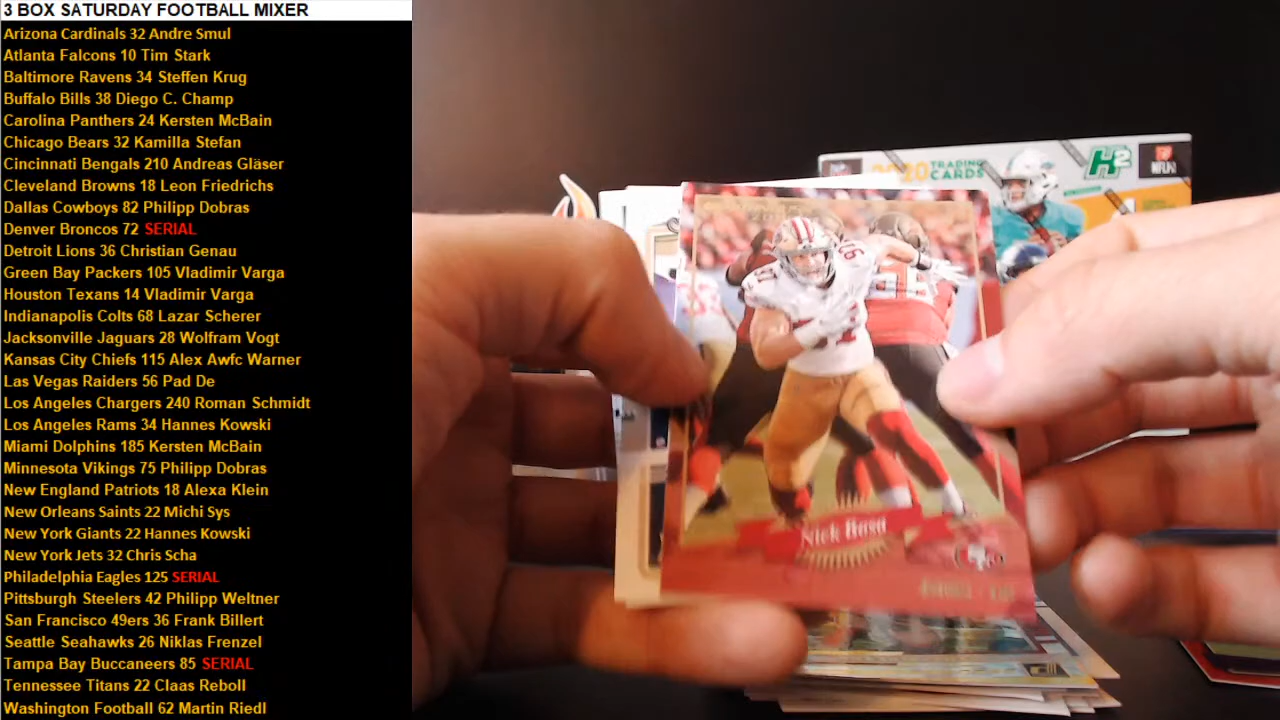 3 BOX SATURDAY FOOTBALL MIXER
Arizona Cardinals 32 Andre Smul
Atlanta Falcons 10 Tim Stark
Baltimore Ravens 34 Steffen Krug
Buffalo Bills 38 Diego C. Champ
Carolina Panthers 24 Kersten McBain
Chicago Bears 32 Kamilla Stefan
Cincinnati Bengals 210 Andreas Gläser
Cleveland Browns 18 Leon Friedrichs
Dallas Cowboys 82 Philipp Dobras
Denver Broncos 72 SERIAL
Detroit Lions 36 Christian Genau
Green Bay Packers 105 Vladimir Varga
Houston Texans 14 Vladimir Varga
Indianapolis Colts 68 Lazar Scherer
Jacksonville Jaguars 28 Wolfram Vogt
Kansas City Chiefs 115 Alex Awfc Warner
Las Vegas Raiders 56 Pad De
Los Angeles Chargers 240 Roman Schmidt
Los Angeles Rams 34 Hannes Kowski
Miami Dolphins 185 Kersten McBain
Minnesota Vikings 75 Philipp Dobras
New England Patriots 18 Alexa Klein
New Orleans Saints 22 Michi Sys
New York Giants 22 Hannes Kowski
New York Jets 32 Chris Scha
Philadelphia Eagles 125 SERIAL
Pittsburgh Steelers 42 Philipp Weltner
San Francisco 49ers 36 Frank Billert
Seattle Seahawks 26 Niklas Frenzel
Tampa Bay Buccaneers 85 SERIAL
Tennessee Titans 22 Claas Reboll
Washington Football 62 Martin Riedl
2020 TRADING
CARDS
H2
Nick Bosa
97